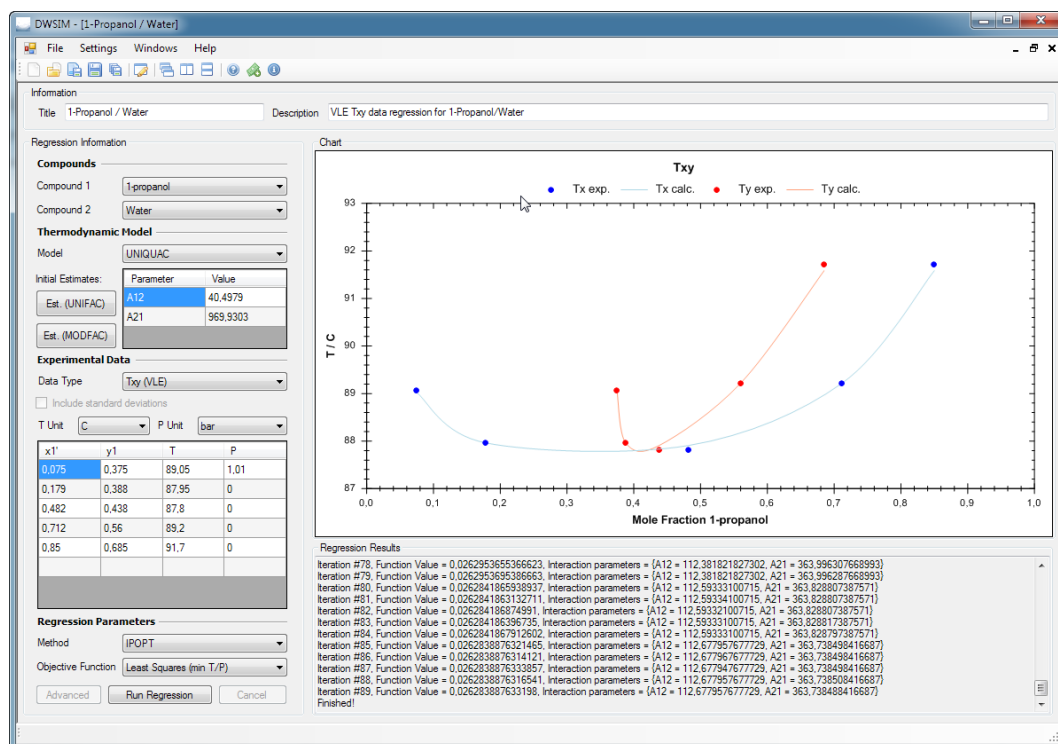 DWSIM - [1-Propanol / Water]
File Settings Windows Help
Information
Title 1-Propanol / Water Description VLE Txy data regression for 1-Propanol/Water
Regression Information
Compounds
Compound 1 1-propanol
Compound 2 Water
Thermodynamic Model
Model UNIQUAC
Initial Estimates:
Parameter Value
Est. (UNIFAC)
A12 40,4979
A21 969,9303
Est. (MODFAC)
Experimental Data
Data Type Txy (VLE)
Include standard deviations
T Unit C P Unit bar
x1' y1 T P
0,075 0,375 89,05 1,01
0,179 0,388 87,95 0
0,482 0,438 87,8 0
0,712 0,56 89,2 0
0,85 0,685 91,7 0
Regression Parameters
Method IPOPT
Objective Function Least Squares (min T/P)
Advanced Run Regression Cancel
Chart
Txy
Tx exp. Tx calc. Ty exp. Ty calc.
93
92
91
90
89
88
87
T / C
0,0 0,1 0,2 0,3 0,4 0,5 0,6 0,7 0,8 0,9 1,0
Mole Fraction 1-propanol
Regression Results
Iteration #78, Function Value = 0,0262953655366623, Interaction parameters = {A12 = 112,381821827302, A21 = 363,996307668993}
Iteration #79, Function Value = 0,0262953695386663, Interaction parameters = {A12 = 112,381821827302, A21 = 363,996287668993}
Iteration #80, Function Value = 0,0262841865938937, Interaction parameters = {A12 = 112,59333100715, A21 = 363,828807387571}
Iteration #81, Function Value = 0,0262841863132711, Interaction parameters = {A12 = 112,59334100715, A21 = 363,828807387571}
Iteration #82, Function Value = 0,026284186874991, Interaction parameters = {A12 = 112,59332100715, A21 = 363,828807387571}
Iteration #83, Function Value = 0,02628418639​6735, Interaction parameters = {A12 = 112,59333100715, A21 = 363,828817387571}
Iteration #84, Function Value = 0,0262841867912602, Interaction parameters = {A12 = 112,59333100715, A21 = 363,828797387571}
Iteration #85, Function Value = 0,0262838876321465, Interaction parameters = {A12 = 112,677957677729, A21 = 363,738498416687}
Iteration #86, Function Value = 0,0262838876314121, Interaction parameters = {A12 = 112,677967677729, A21 = 363,738498416687}
Iteration #87, Function Value = 0,0262838876333857, Interaction parameters = {A12 = 112,677947677729, A21 = 363,738498416687}
Iteration #88, Function Value = 0,0262838876316541, Interaction parameters = {A12 = 112,677957677729, A21 = 363,738508416687}
Iteration #89, Function Value = 0,026283887633198, Interaction parameters = {A12 = 112,677957677729, A21 = 363,738488416687}
Finished!